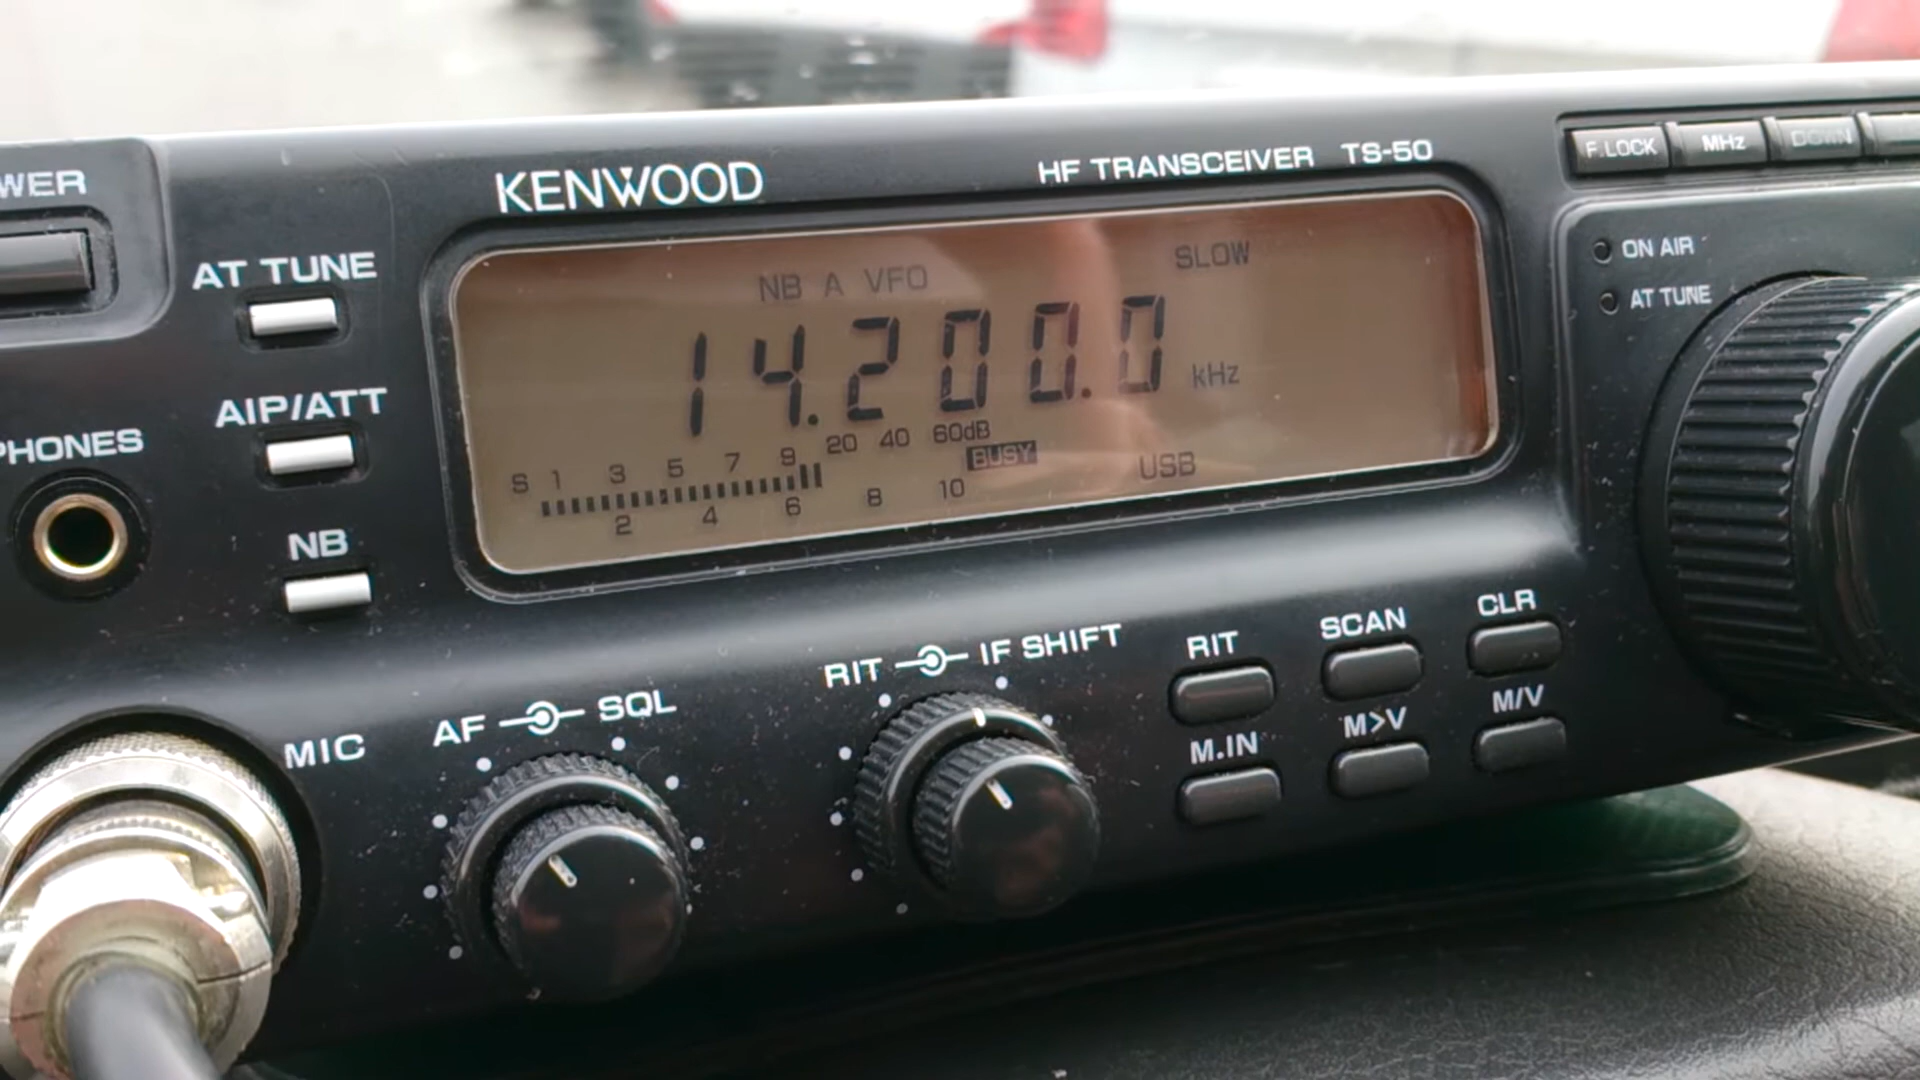 KENWOOD
HF TRANSCEIVER TS-50
F.LOCK
MHz
DOWN
WER
AT TUNE
AIP/ATT
PHONES
NB
NB A VFO
SLOW
14.200.0 kHz
S 1 3 5 7 9 20 40 60dB
BUSY
USB
2 4 6 8 10
ON AIR
AT TUNE
MIC
AF SQL
RIT IF SHIFT
RIT
SCAN
CLR
M.IN
M>V
M/V